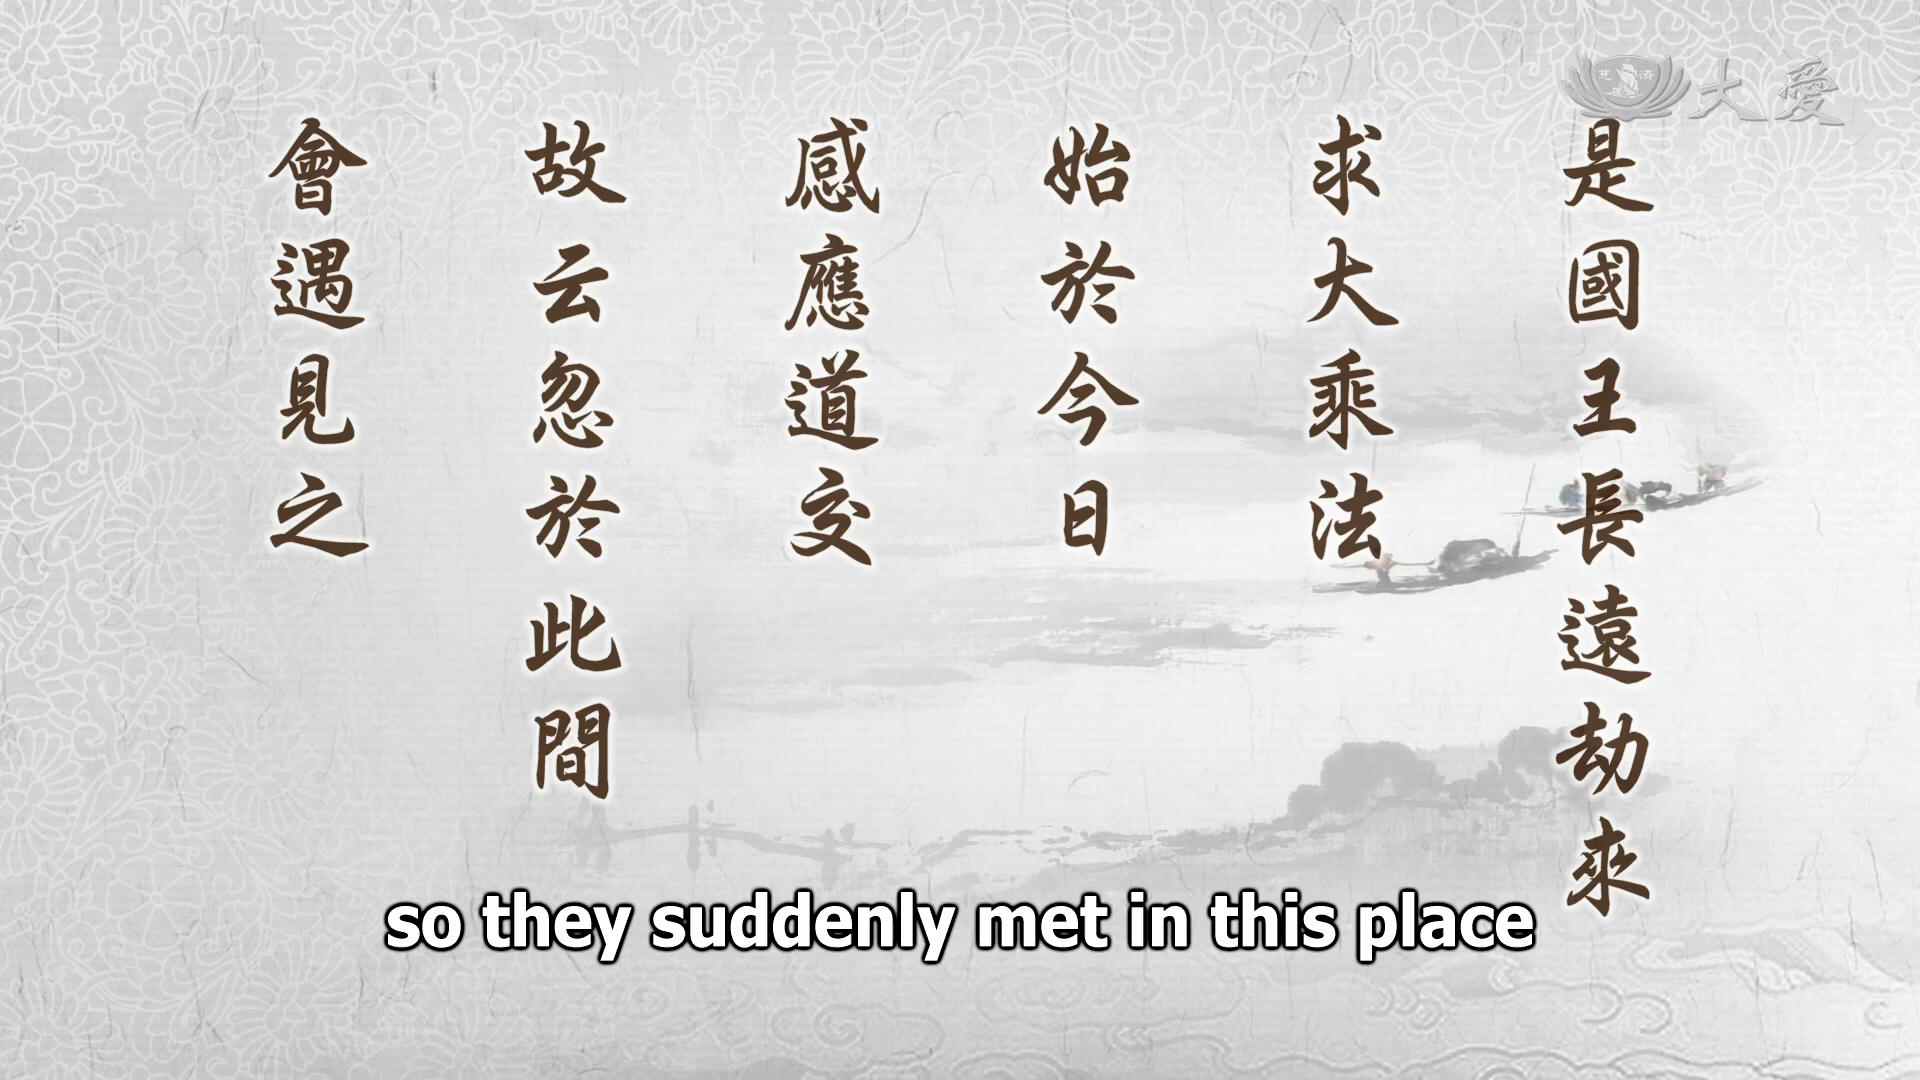 大愛
慈濟
是國王長遠劫來
求大乘法
始於今日
感應道交
故云忽於此間
會遇見之
so they suddenly met in this place